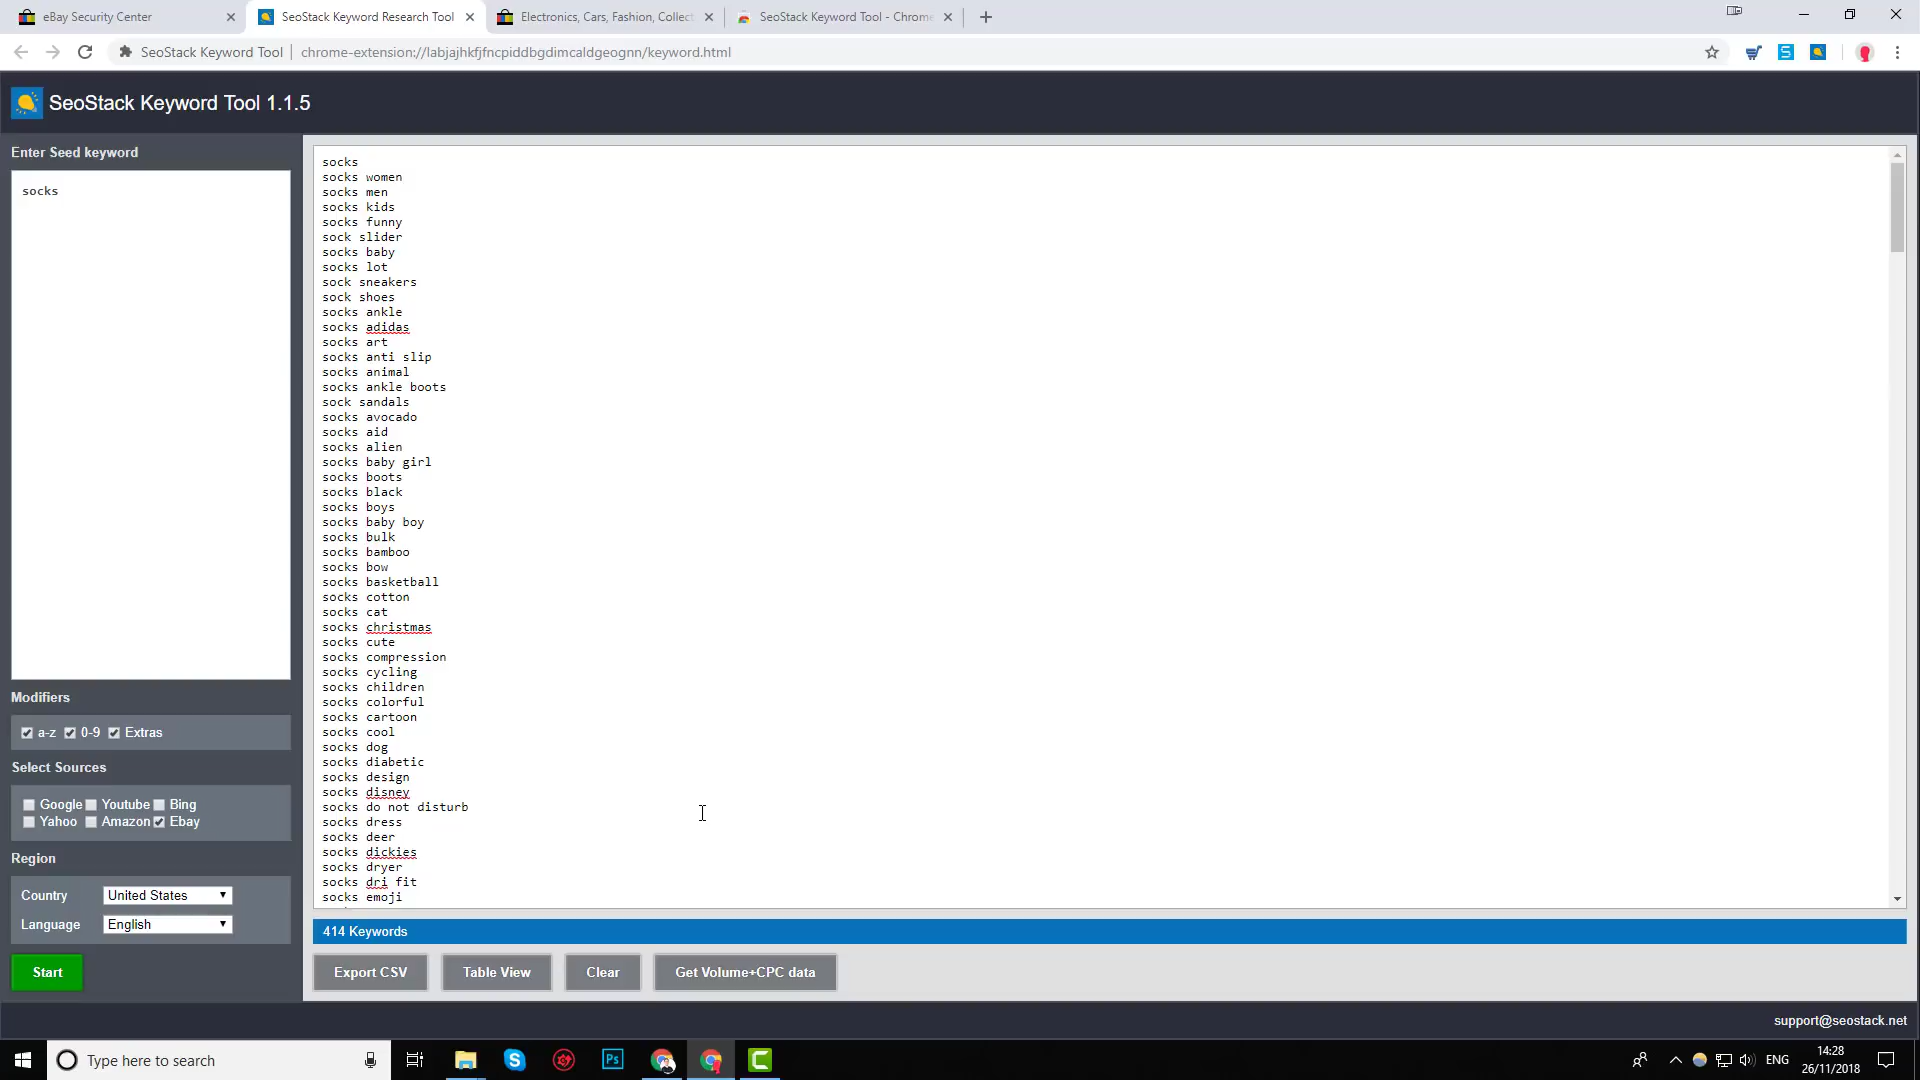 eBay Security Center
SeoStack Keyword Research Tool
Electronics, Cars, Fashion, Collect
SeoStack Keyword Tool - Chrome
SeoStack Keyword Tool
chrome-extension://labjajhkfjfncpiddbgdimcaldgeognn/keyword.html
SeoStack Keyword Tool 1.1.5
Enter Seed keyword
socks
socks
socks women
socks men
socks kids
socks funny
sock slider
socks baby
socks lot
sock sneakers
sock shoes
socks ankle
socks adidas
socks art
socks anti slip
socks animal
socks ankle boots
sock sandals
socks avocado
socks aid
socks alien
socks baby girl
socks boots
socks black
socks boys
socks baby boy
socks bulk
socks bamboo
socks bow
socks basketball
socks cotton
socks cat
socks christmas
socks cute
socks compression
socks cycling
socks children
socks colorful
socks cartoon
socks cool
socks dog
socks diabetic
socks design
socks disney
socks do not disturb
socks dress
socks deer
socks dickies
socks dryer
socks dri fit
socks emoji
Modifiers
a-z 0-9 Extras
Select Sources
Google Youtube Bing
Yahoo Amazon Ebay
Region
Country United States
Language English
Start
414 Keywords
Export CSV Table View Clear Get Volume+CPC data
support@seostack.net
Type here to search
Ps
ENG
14:28
26/11/2018